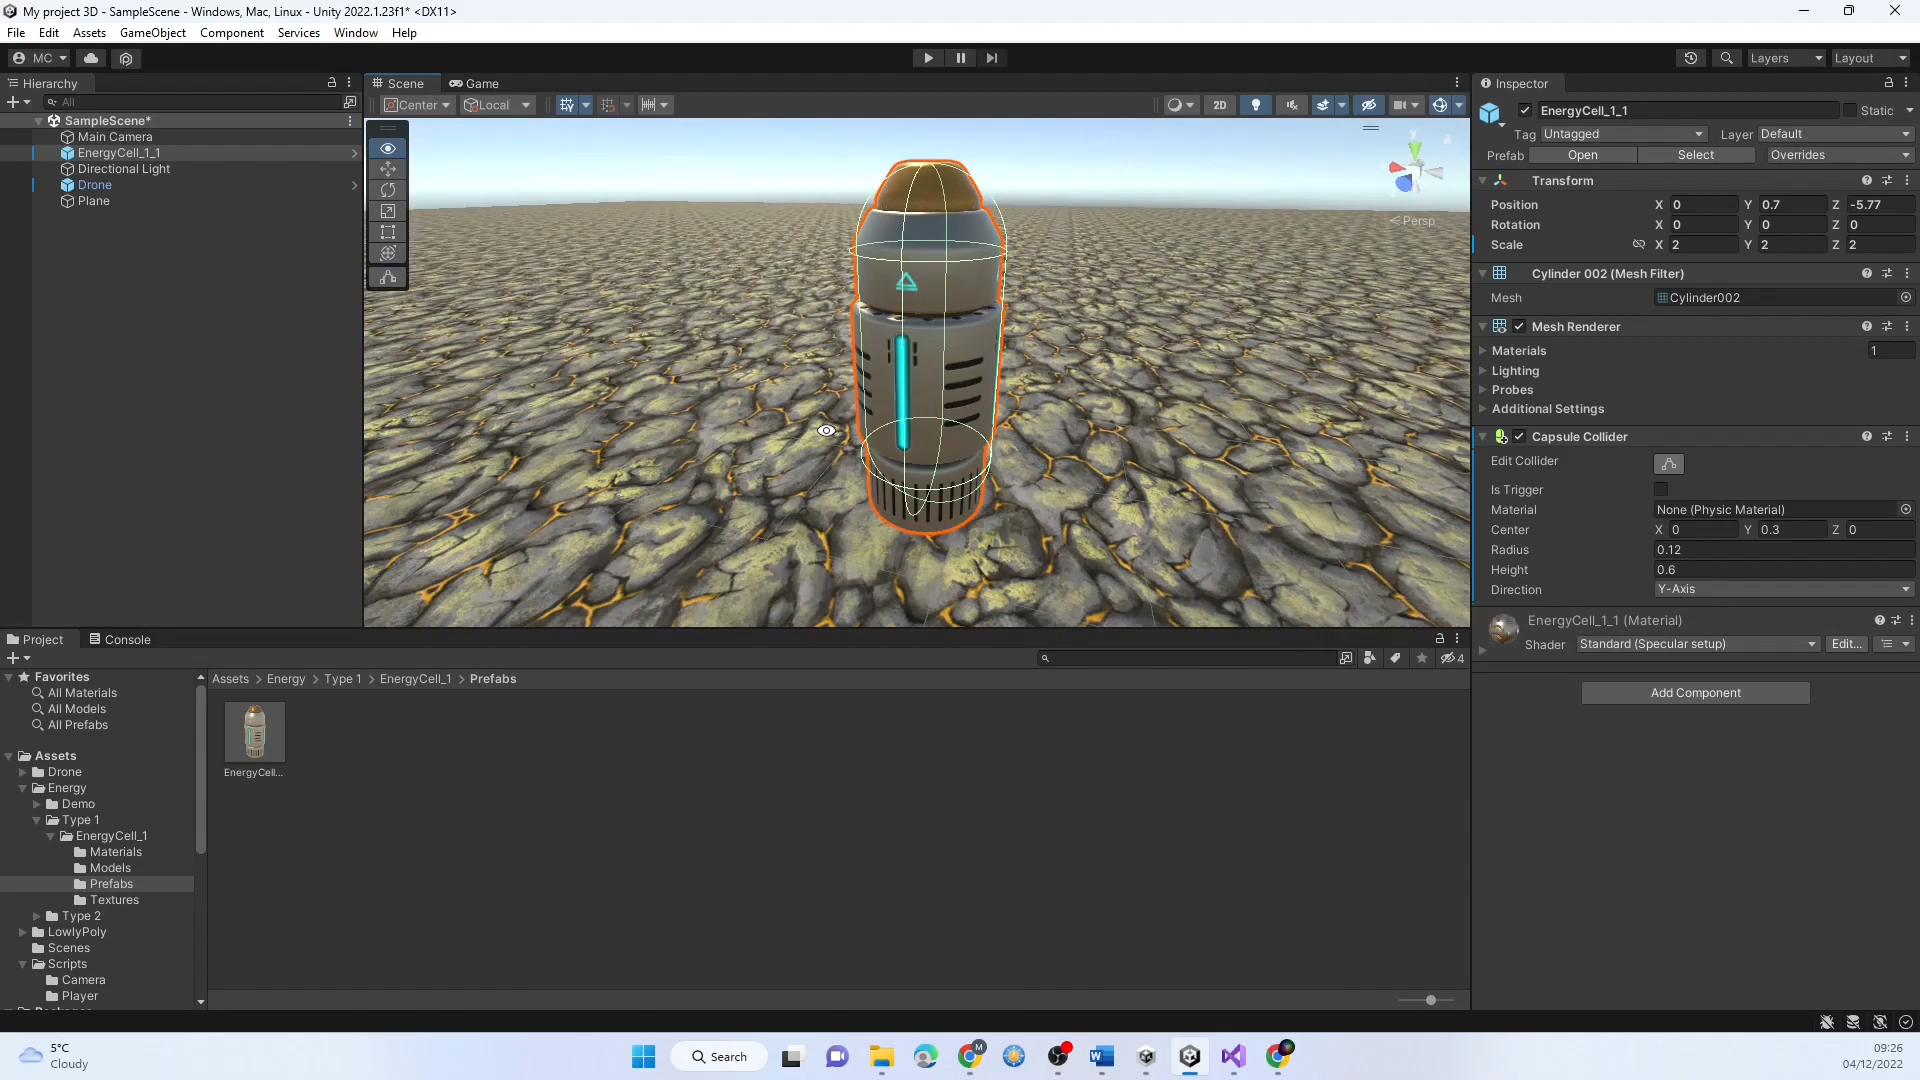 My project 3D - SampleScene - Windows, Mac, Linux - Unity 2022.1.23f1* <DX11>
File Edit Assets GameObject Component Services Window Help
MC Layers Layout
Hierarchy
All
SampleScene*
Main Camera
EnergyCell_1_1
Directional Light
Drone
Plane
Scene Game
Center Local 2D
y
Persp
Inspector
EnergyCell_1_1 Static
Tag Untagged Layer Default
Prefab Open Select Overrides
Transform
Position X 0 Y 0.7 Z -5.77
Rotation X 0 Y 0 Z 0
Scale X 2 Y 2 Z 2
Cylinder 002 (Mesh Filter)
Mesh Cylinder002
Mesh Renderer
Materials 1
Lighting
Probes
Additional Settings
Capsule Collider
Edit Collider
Is Trigger
Material None (Physic Material)
Center X 0 Y 0.3 Z 0
Radius 0.12
Height 0.6
Direction Y-Axis
EnergyCell_1_1 (Material)
Shader Standard (Specular setup) Edit...
Add Component
Project Console
4
Favorites
All Materials
All Models
All Prefabs
Assets
Drone
Energy
Demo
Type 1
EnergyCell_1
Materials
Models
Prefabs
Textures
Type 2
LowlyPoly
Scenes
Scripts
Camera
Player
Assets > Energy > Type 1 > EnergyCell_1 > Prefabs
EnergyCell...
5°C
Cloudy
Search
M
09:26
04/12/2022